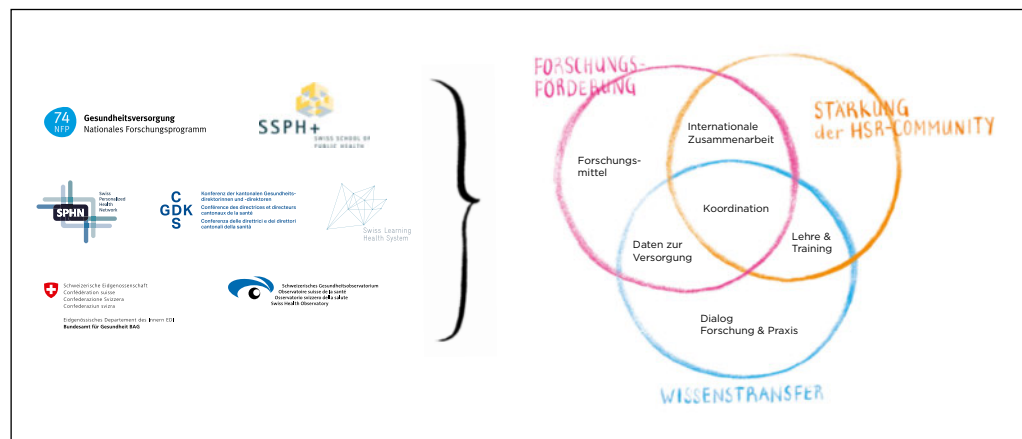 74
NFP
Gesundheitsversorgung
Nationales Forschungsprogramm
SSPH+
SWISS SCHOOL OF
PUBLIC HEALTH
SPHN
Swiss
Personalized
Health
Network
C
GDK
S
Konferenz der kantonalen Gesundheits-
direktorinnen und -direktoren
Conférence des directrices et directeurs
cantonaux de la santé
Conferenza delle direttrici e dei direttori
cantonali della sanità
Swiss Learning
Health System
Schweizerische Eidgenossenschaft
Confédération suisse
Confederazione Svizzera
Confederaziun svizra
Eidgenössisches Departement des Innern EDI
Bundesamt für Gesundheit BAG
Schweizerisches Gesundheitsobservatorium
Observatoire suisse de la santé
Osservatorio svizzero della salute
Swiss Health Observatory
FORSCHUNGS-
FÖRDERUNG
STÄRKUNG
der HSR-COMMUNITY
Internationale
Zusammenarbeit
Forschungs-
mittel
Koordination
Daten zur
Versorgung
Lehre &
Training
Dialog
Forschung & Praxis
WISSENSTRANSFER